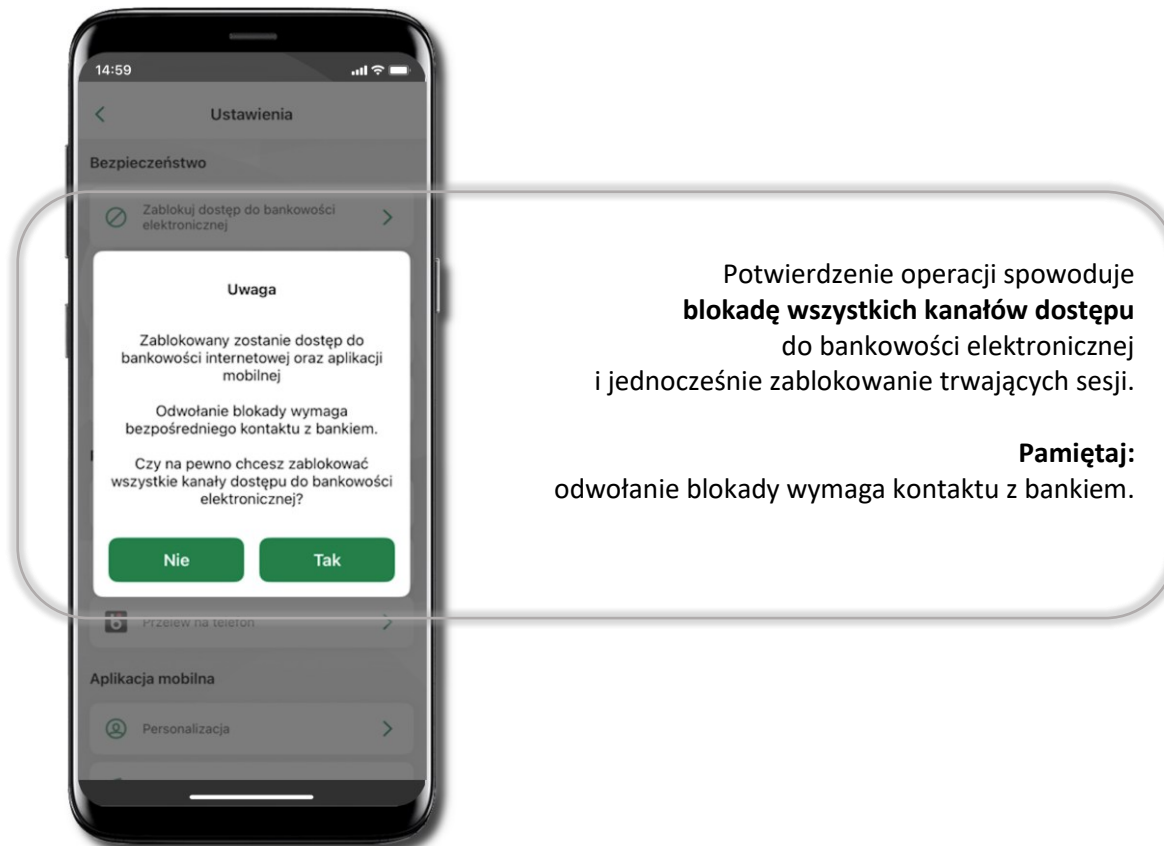 14:59
Ustawienia
Bezpieczeństwo
Zablokuj dostęp do bankowości
elektronicznej
Uwaga
Zablokowany zostanie dostęp do
bankowości internetowej oraz aplikacji
mobilnej
Odwołanie blokady wymaga
bezpośredniego kontaktu z bankiem.
Czy na pewno chcesz zablokować
wszystkie kanały dostępu do bankowości
elektronicznej?
Nie
Tak
Przelew na telefon
Aplikacja mobilna
Personalizacja
Potwierdzenie operacji spowoduje
blokadę wszystkich kanałów dostępu
do bankowości elektronicznej
i jednocześnie zablokowanie trwających sesji.
Pamiętaj:
odwołanie blokady wymaga kontaktu z bankiem.